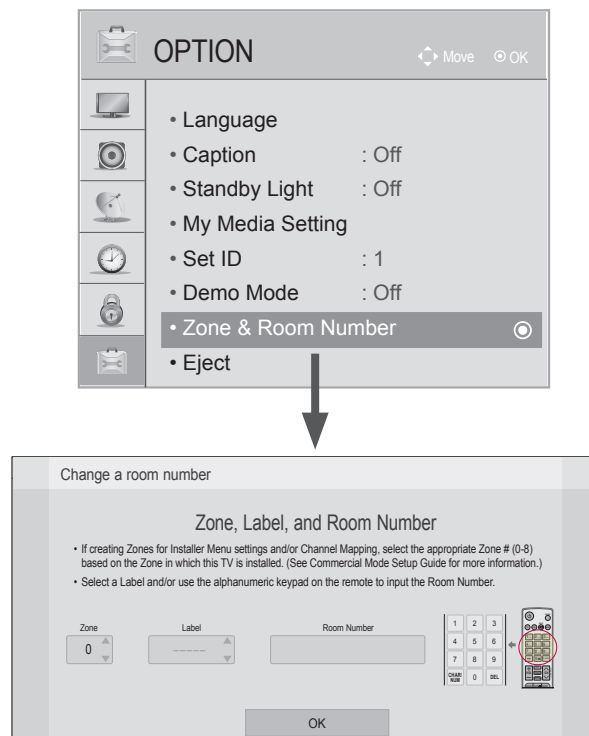 OPTION
Move
OK
• Language
• Caption : Off
• Standby Light : Off
• My Media Setting
• Set ID : 1
• Demo Mode : Off
• Zone & Room Number
• Eject
Change a room number
Zone, Label, and Room Number
• If creating Zones for Installer Menu settings and/or Channel Mapping, select the appropriate Zone # (0-8)
based on the Zone in which this TV is installed. (See Commercial Mode Setup Guide for more information.)
• Select a Label and/or use the alphanumeric keypad on the remote to input the Room Number.
Zone
Label
Room Number
0
_ _ _ _ _
1 2 3
4 5 6
7 8 9
CHAR/
NUM
0 DEL
OK